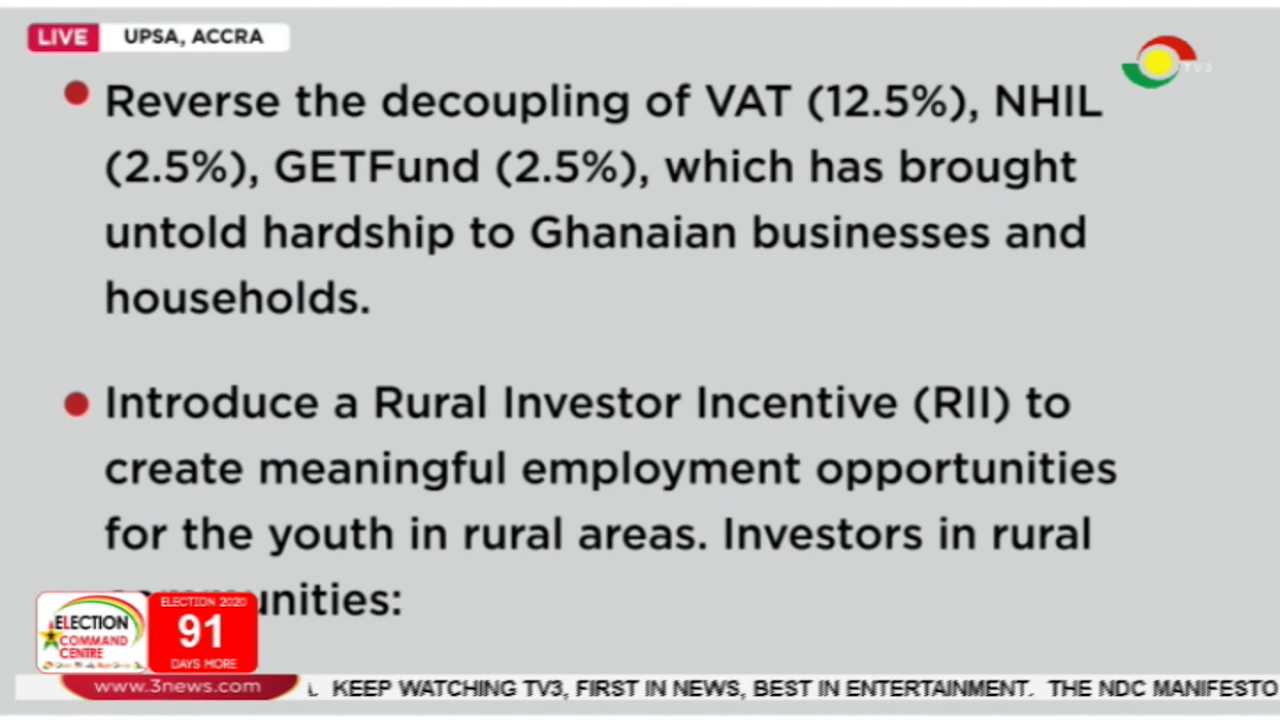 LIVE UPSA, ACCRA
TV3
Reverse the decoupling of VAT (12.5%), NHIL
(2.5%), GETFund (2.5%), which has brought
untold hardship to Ghanaian businesses and
households.
Introduce a Rural Investor Incentive (RII) to
create meaningful employment opportunities
for the youth in rural areas. Investors in rural
ELECTION
COMMAND
CENTRE
ELECTION 2020
91
DAYS MORE
www.3news.com
KEEP WATCHING TV3, FIRST IN NEWS, BEST IN ENTERTAINMENT. THE NDC MANIFESTO